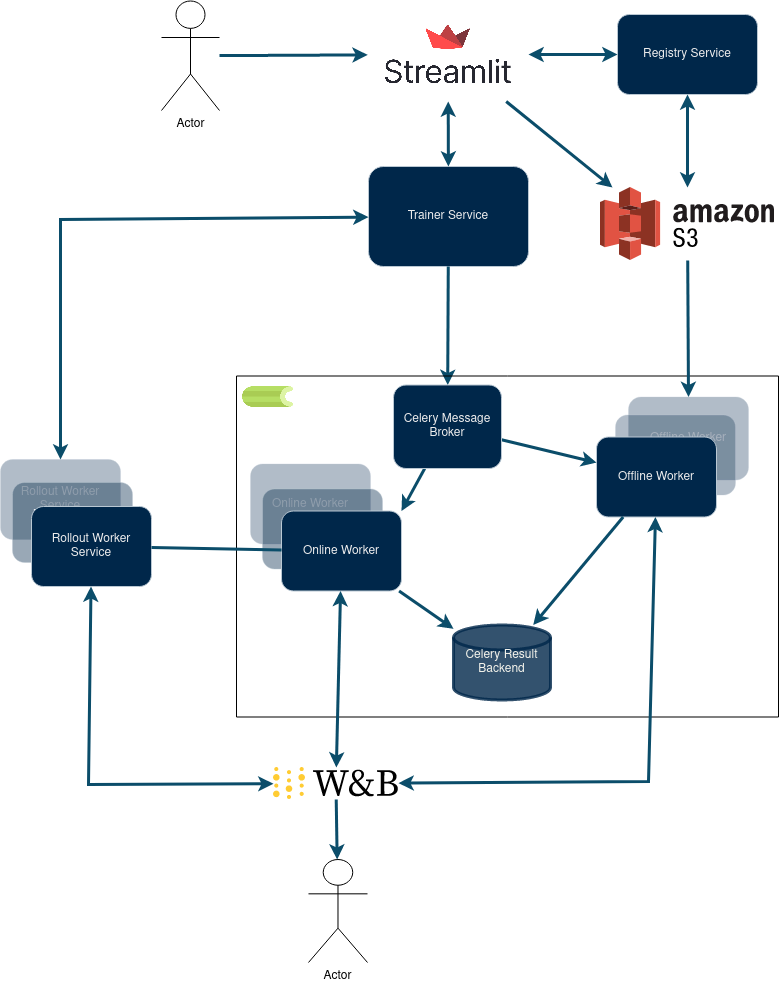 Actor
Streamlit
Registry Service
Trainer Service
amazon
S3
Celery Message
Broker
Offline Worker
Offline Worker
Rollout Worker
Service
Online Worker
Rollout Worker
Service
Online Worker
Celery Result
Backend
W&B
Actor